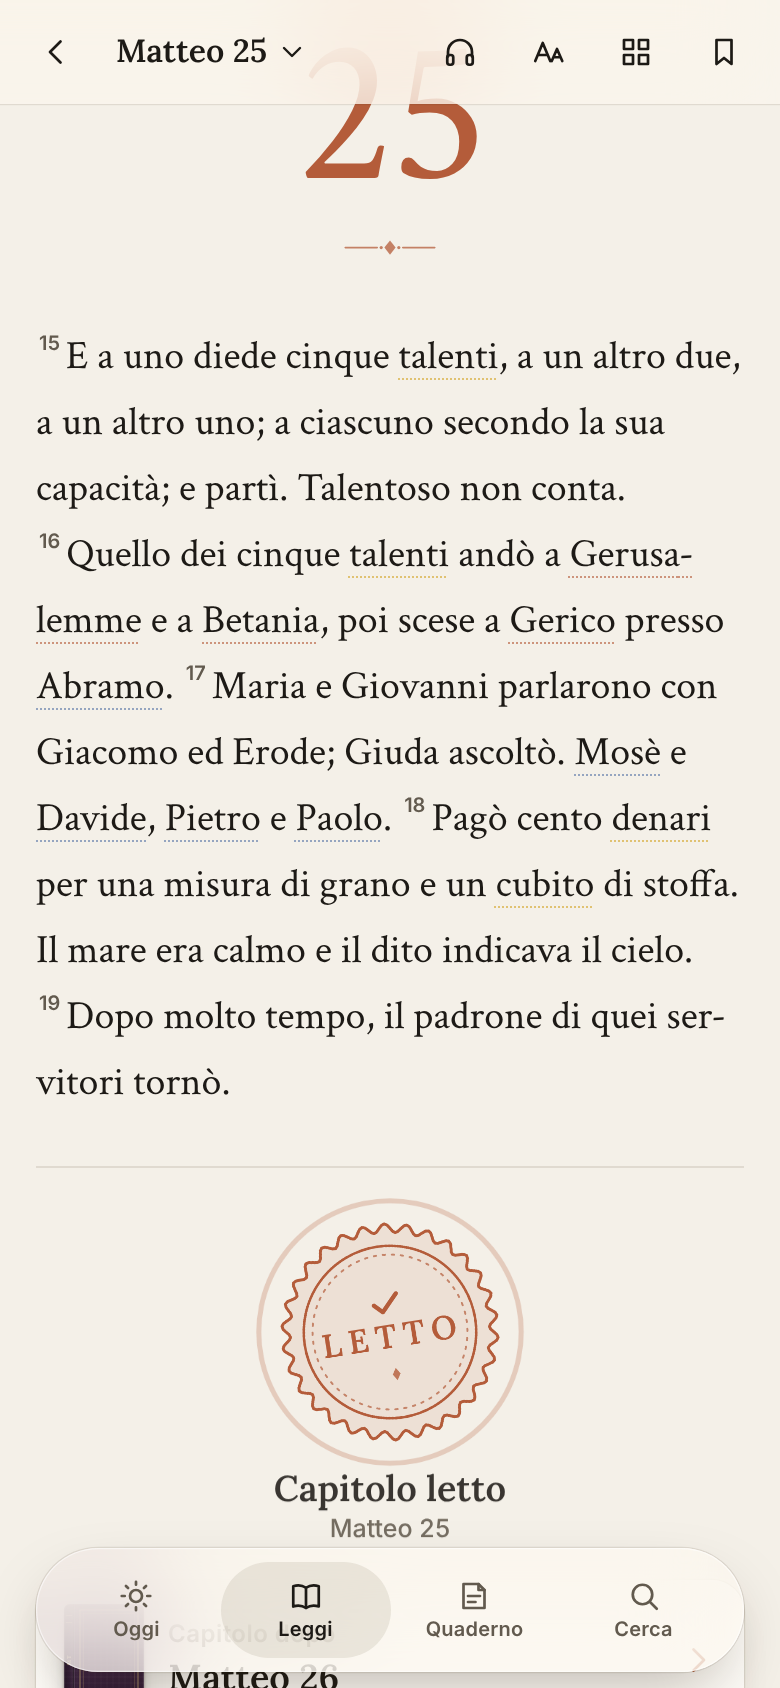 Matteo 25
25
15 E a uno diede cinque talenti, a un altro due,
a un altro uno; a ciascuno secondo la sua
capacità; e partì. Talentoso non conta.
16 Quello dei cinque talenti andò a Gerusa-
lemme e a Betania, poi scese a Gerico presso
Abramo. 17 Maria e Giovanni parlarono con
Giacomo ed Erode; Giuda ascoltò. Mosè e
Davide, Pietro e Paolo. 18 Pagò cento denari
per una misura di grano e un cubito di stoffa.
Il mare era calmo e il dito indicava il cielo.
19 Dopo molto tempo, il padrone di quei ser-
vitori tornò.
LETTO
Capitolo letto
Matteo 25
Oggi Leggi Quaderno Cerca
Capitolo dopo
Matteo 26